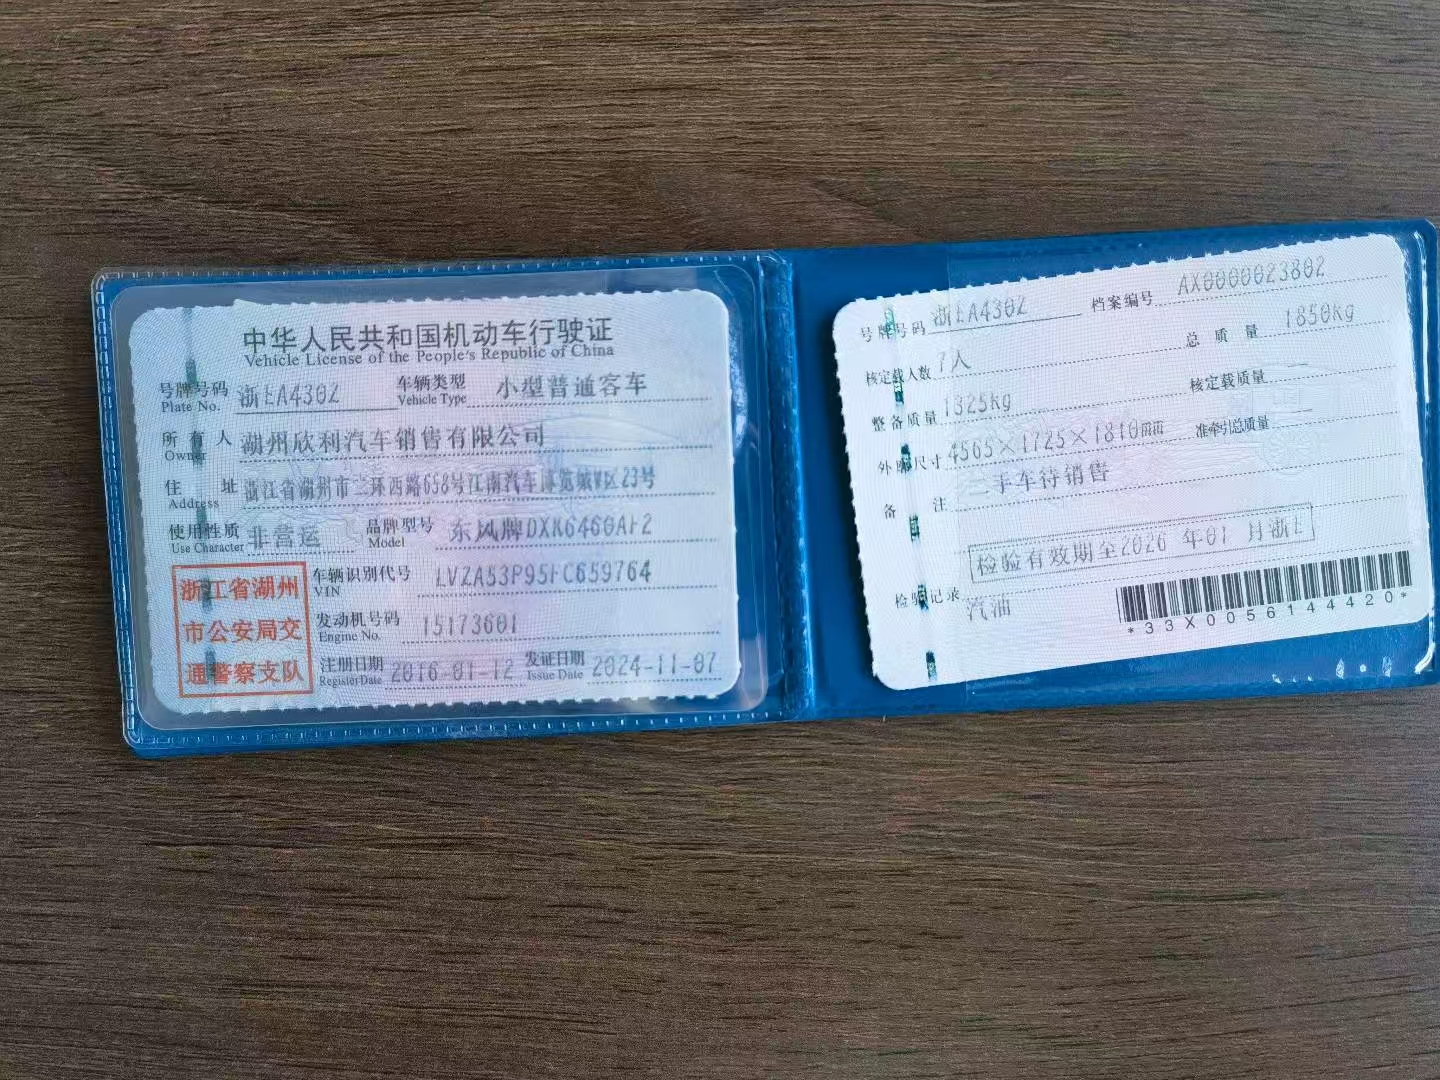 中华人民共和国机动车行驶证
Vehicle License of the People's Republic of China
号牌号码 浙EA4302 车辆类型 小型普通客车
Plate No. Vehicle Type
所有人 湖州欣利汽车销售有限公司
Owner
住址 浙江省湖州市二环西路658号江南汽车博览城 区23号
Address
使用性质 非营运 品牌型号 东风牌DXK6460AF2
Use Character Model
浙江省湖州
市公安局交
通警察支队
车辆识别代号 LVZA53P95FC659764
VIN
发动机号码 15173601
Engine No.
注册日期 2016-01-12 发证日期 2024-11-07
Register Date Issue Date
号牌号码 浙EA4302 档案编号 AX0000023802
核定载人数 7人 总质量 1850kg
整备质量 1325kg 核定载质量
外廓尺寸 4565×1725×1810mm 准牵引总质量
备注 二手车待销售
检验有效期至2026年01月浙E
检验记录 汽油
*33X0056144420*